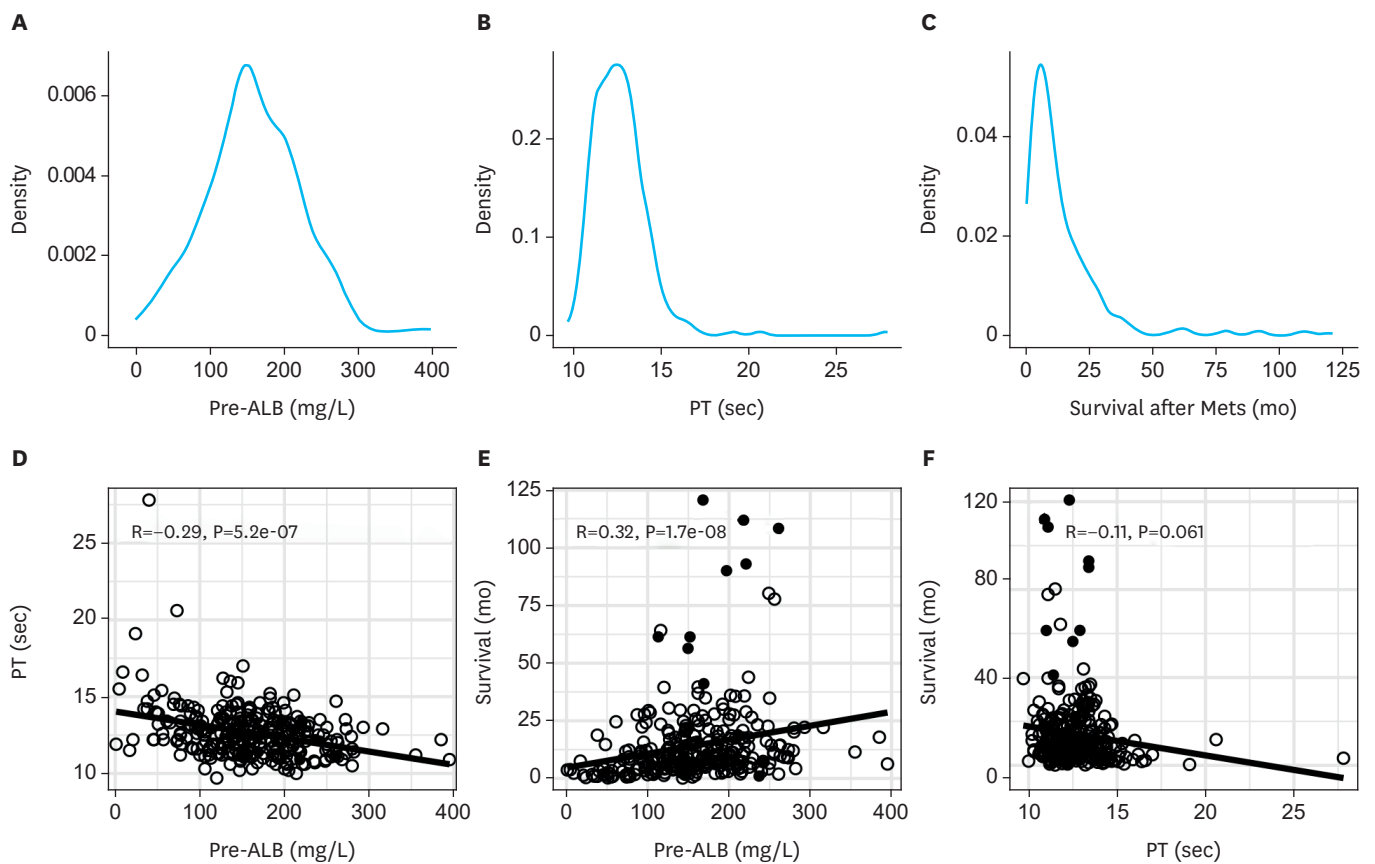 A
B
C
0.006
0.004
0.002
0
Density
0 100 200 300 400
Pre-ALB (mg/L)
0.2
0.1
0
Density
10 15 20 25
PT (sec)
0.04
0.02
0
Density
0 25 50 75 100 125
Survival after Mets (mo)
D
E
F
R=−0.29, P=5.2e-07
25
20
15
10
PT (sec)
0 100 200 300 400
Pre-ALB (mg/L)
R=0.32, P=1.7e-08
125
100
75
50
25
0
Survival (mo)
0 100 200 300 400
Pre-ALB (mg/L)
R=−0.11, P=0.061
120
80
40
0
Survival (mo)
10 15 20 25
PT (sec)